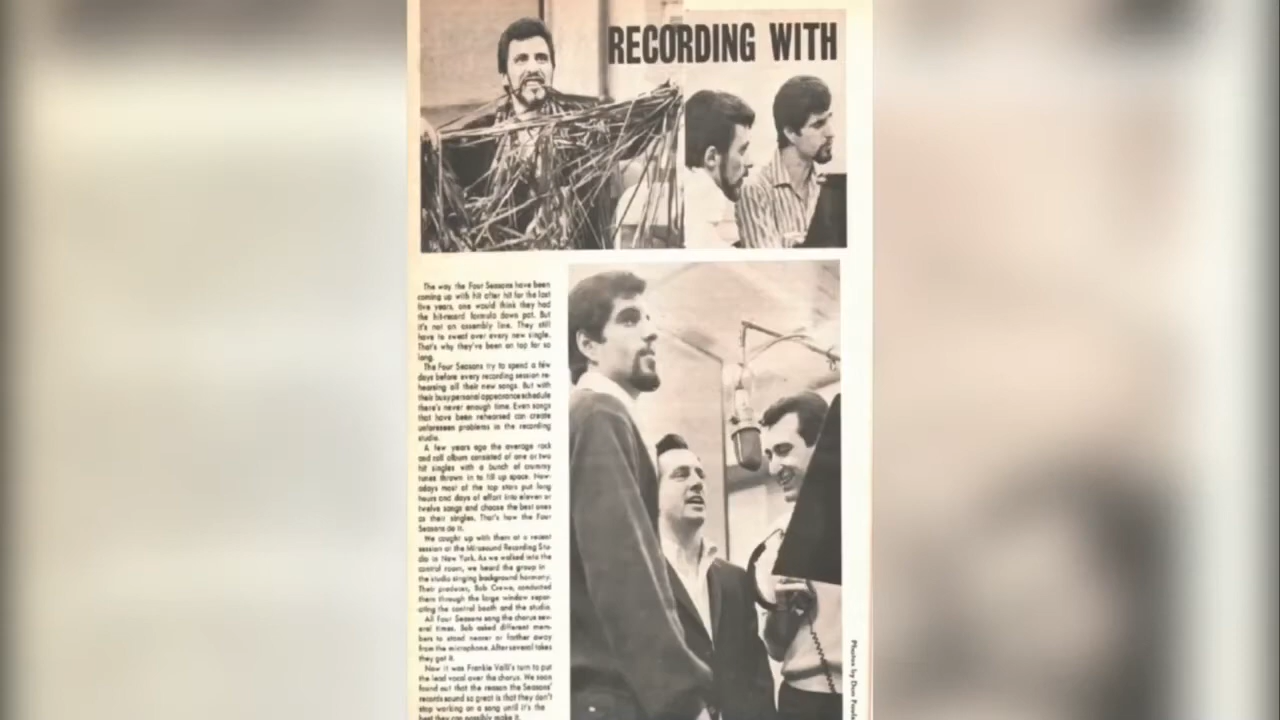 RECORDING WITH
The way the Four Seasons have been
coming up with hit after hit for the last
five years, one would think they had
the hit-record formula down pat. But
it's not an assembly line. They still
have to sweat over every new single.
That's why they've been on top for so
long.
The Four Seasons try to spend a few
days before every recording session re-
hearsing all their new songs. But with
their busy personal appearance schedule
there's never enough time. Even songs
that have been rehearsed can create
unforeseen problems in the recording
studio.
A few years ago the average rock
and roll album consisted of one or two
hit singles with a bunch of crummy
tunes thrown in to fill up space. Now-
adays most of the top stars put long
hours and days of effort into eleven or
twelve songs and choose the best ones
as their singles. That's how the Four
Seasons do it.
We caught up with them at a recent
session at the Mirasound Recording Stu-
dio in New York. As we walked into the
control room, we heard the group in
the studio singing background harmony.
Their producer, Bob Crewe, conducted
them through the large window separ-
ating the control booth and the studio.
All Four Seasons sang the chorus sev-
eral times. Bob asked different mem-
bers to stand nearer or farther away
from the microphone. After several takes
they get it.
Now it was Frankie Valli's turn to put
the lead vocal over the chorus. We soon
found out that the reason the Seasons'
records sound so great is that they don't
stop working on a song until it's the
best they can possibly make it.
Photos by Don Paulsen